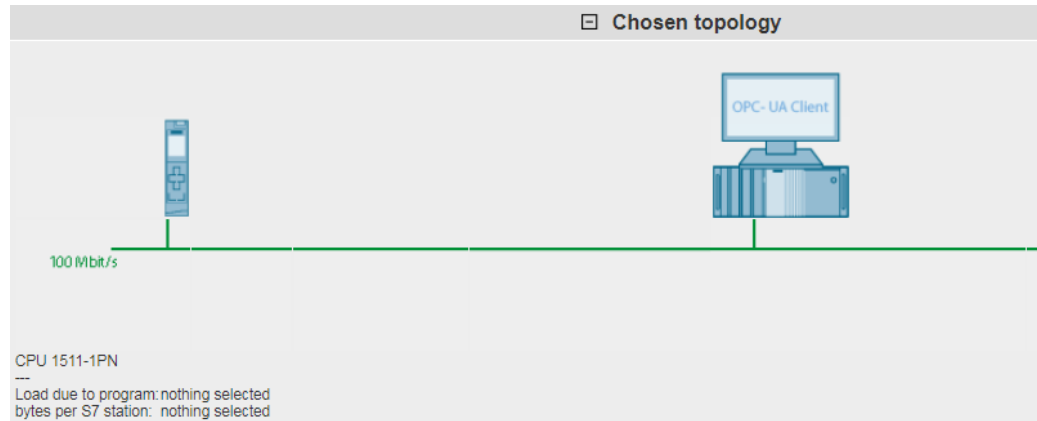 Chosen topology
OPC- UA Client
100 Mbit/s
CPU 1511-1PN
---
Load due to program: nothing selected
bytes per S7 station: nothing selected